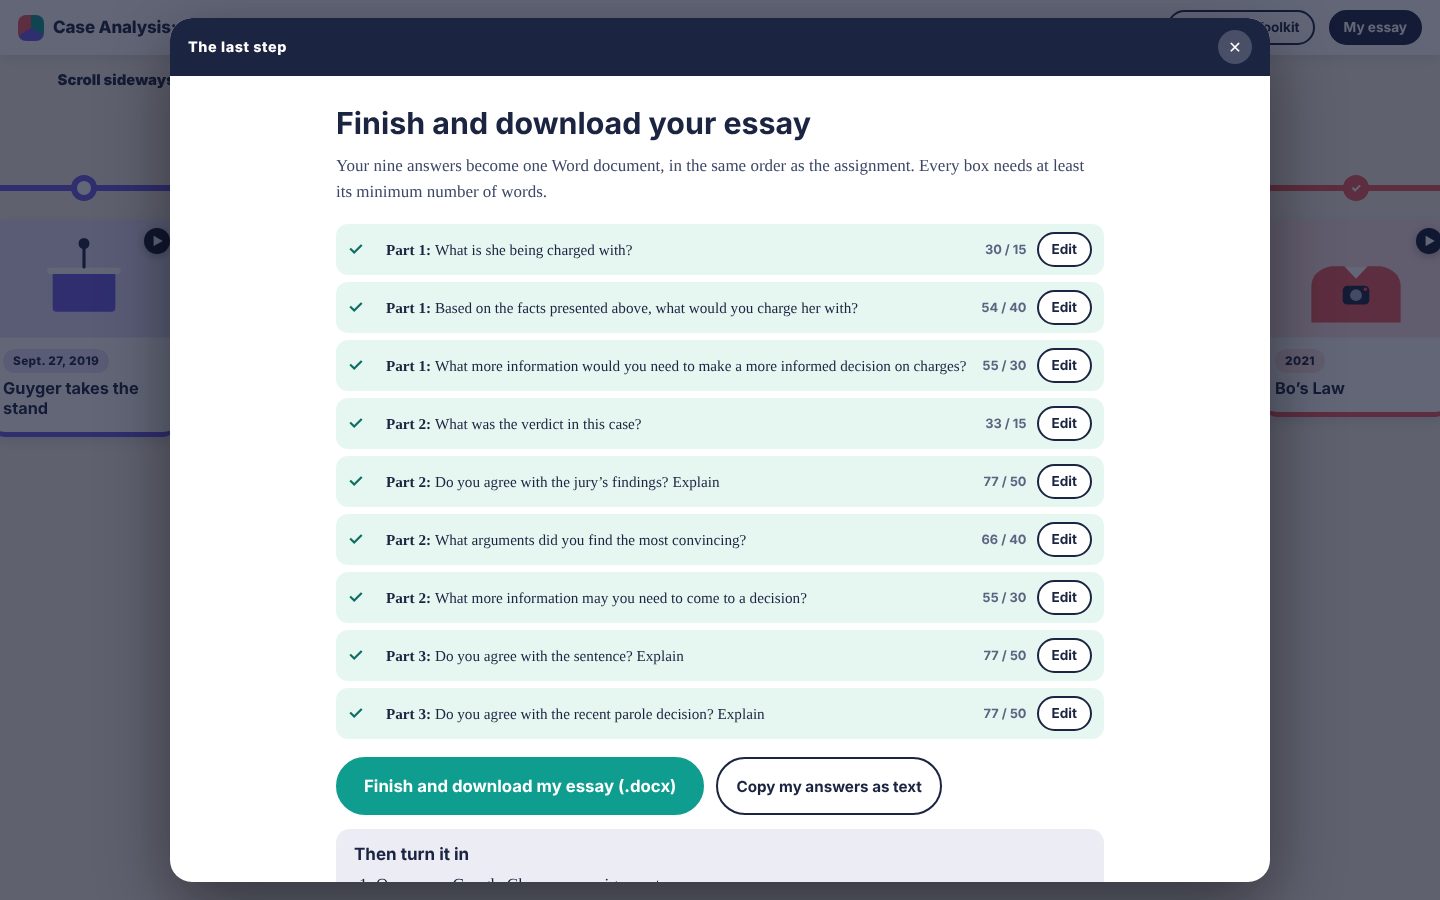 Case Analysis:
oolkit
My essay
Scroll sideways
The last step
Finish and download your essay
Your nine answers become one Word document, in the same order as the assignment. Every box needs at least
its minimum number of words.
Part 1: What is she being charged with?
30 / 15
Edit
Part 1: Based on the facts presented above, what would you charge her with?
54 / 40
Edit
Part 1: What more information would you need to make a more informed decision on charges?
55 / 30
Edit
Part 2: What was the verdict in this case?
33 / 15
Edit
Part 2: Do you agree with the jury’s findings? Explain
77 / 50
Edit
Part 2: What arguments did you find the most convincing?
66 / 40
Edit
Part 2: What more information may you need to come to a decision?
55 / 30
Edit
Part 3: Do you agree with the sentence? Explain
77 / 50
Edit
Part 3: Do you agree with the recent parole decision? Explain
77 / 50
Edit
Finish and download my essay (.docx)
Copy my answers as text
Then turn it in
Sept. 27, 2019
Guyger takes the
stand
2021
Bo’s Law